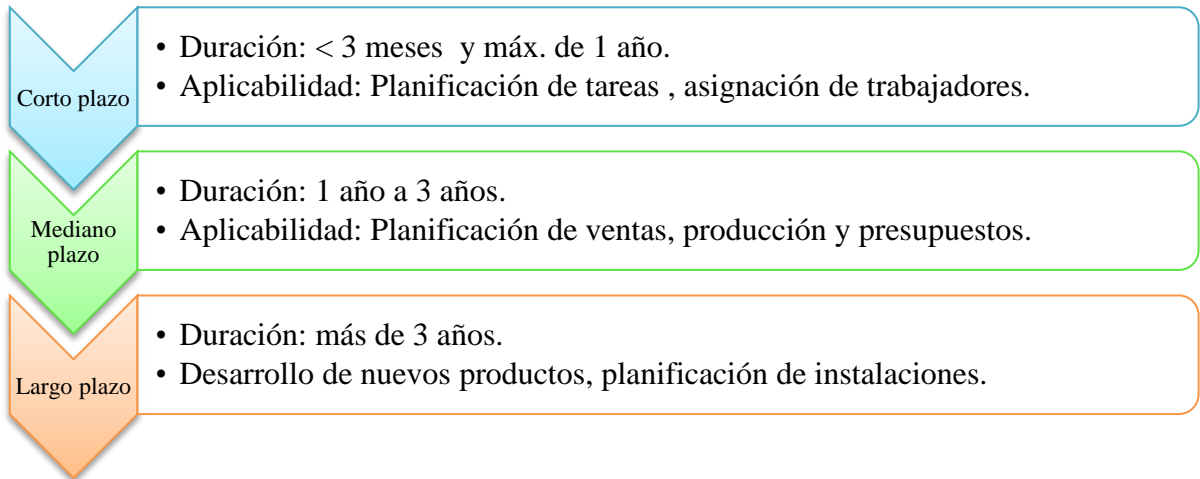 Corto plazo
• Duración: < 3 meses  y máx. de 1 año.
• Aplicabilidad: Planificación de tareas , asignación de trabajadores.
Mediano
plazo
• Duración: 1 año a 3 años.
• Aplicabilidad: Planificación de ventas, producción y presupuestos.
Largo plazo
• Duración: más de 3 años.
• Desarrollo de nuevos productos, planificación de instalaciones.